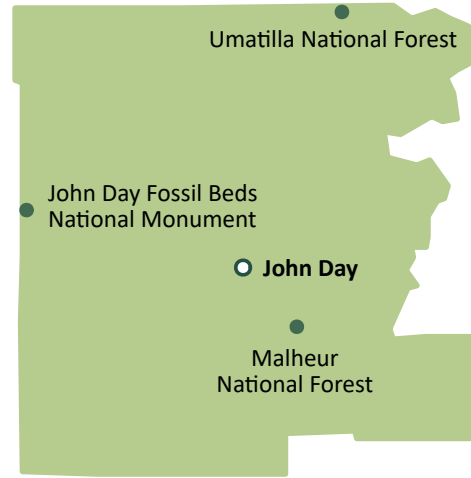 Umatilla National Forest
John Day Fossil Beds
National Monument
John Day
Malheur
National Forest